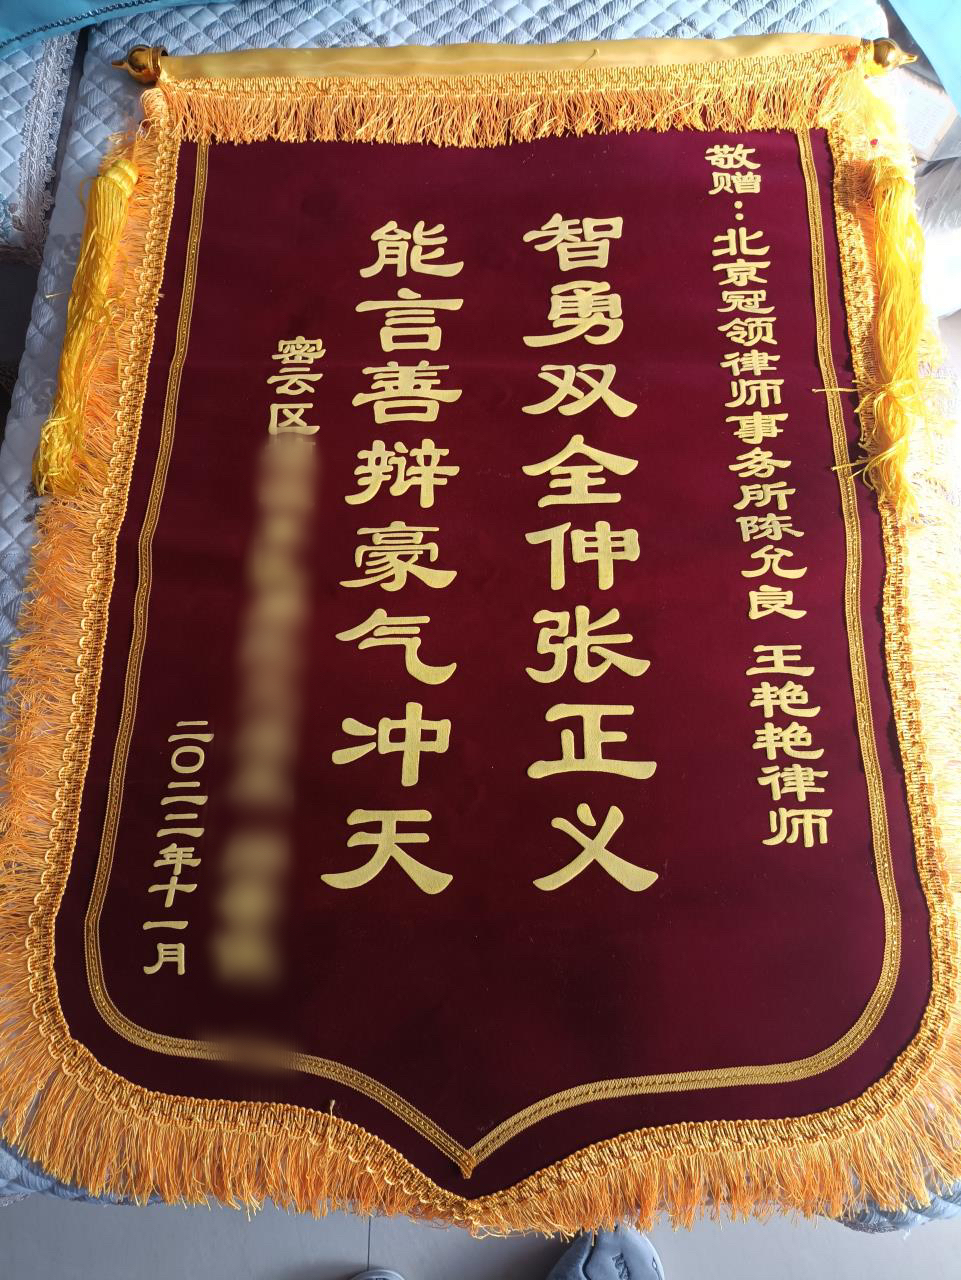 敬赠：北京冠领律师事务所陈允良 王艳艳律师
智勇双全伸张正义
能言善辩豪气冲天
密云区
二〇二二年十一月